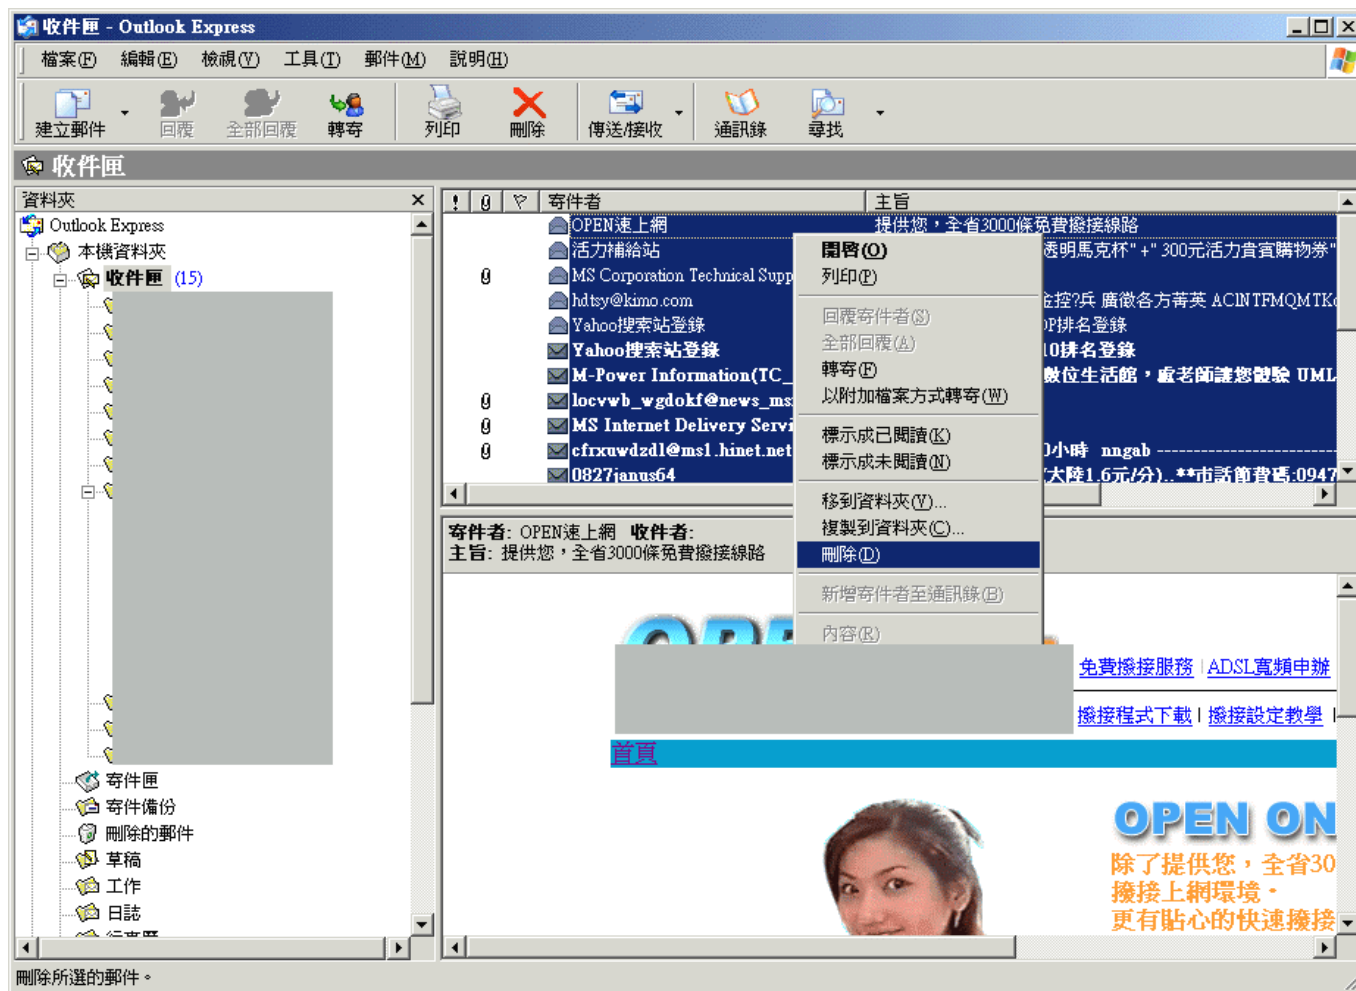 收件匣 - Outlook Express
檔案(F) 編輯(E) 檢視(V) 工具(T) 郵件(M) 說明(H)
建立郵件 回覆 全部回覆 轉寄 列印 刪除 傳送/接收 通訊錄 尋找
收件匣
資料夾
Outlook Express
本機資料夾
收件匣 (15)
寄件匣
寄件備份
刪除的郵件
草稿
工作
日誌
寄件者 主旨
OPEN速上網 提供您，全省3000條免費撥接線路
活力補給站 透明馬克杯" +" 300元活力貴賓購物券"
MS Corporation Technical Supp
hdtsy@kimo.com 金控?兵 廣徵各方菁英
Yahoo搜索站登錄 P排名登錄
Yahoo搜索站登錄 10排名登錄
M-Power Information(TC_ 數位生活館，盧老師讓您體驗 UML
locvwb_wgdokf@news_ms
MS Internet Delivery Servi
cfrxuwdzdl@ms1.hinet.net 小時 nngab
0827janus64 大陸1.6元/分)..**市話節費碼:0947
開啓(O)
列印(P)
回覆寄件者(S)
全部回覆(A)
轉寄(F)
以附加檔案方式轉寄(W)
標示成已閱讀(K)
標示成未閱讀(N)
移到資料夾(V)...
複製到資料夾(C)...
刪除(D)
新增寄件者至通訊錄(B)
內容(R)
寄件者: OPEN速上網 收件者:
主旨: 提供您，全省3000條免費撥接線路
免費撥接服務 | ADSL寬頻申辦
撥接程式下載 | 撥接設定教學 |
首頁
OPEN ON
除了提供您，全省30
撥接上網環境。
更有貼心的快速撥接
刪除所選的郵件。